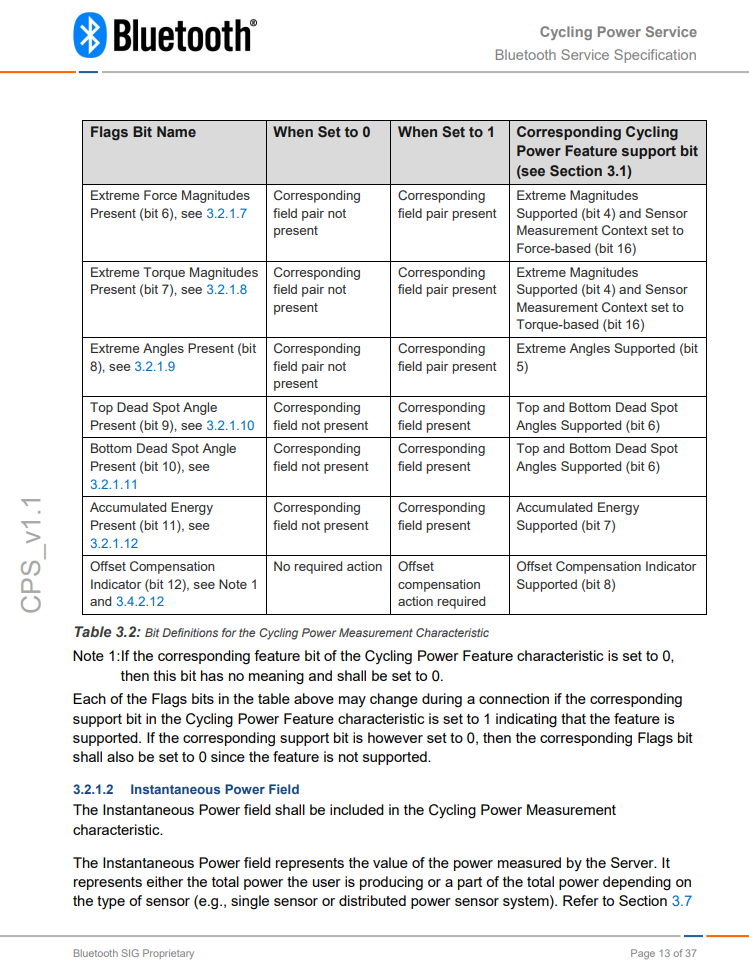 Bluetooth®
Cycling Power Service
Bluetooth Service Specification
Flags Bit Name
When Set to 0
When Set to 1
Corresponding Cycling
Power Feature support bit
(see Section 3.1)
Extreme Force Magnitudes
Present (bit 6), see 3.2.1.7
Corresponding
field pair not
present
Corresponding
field pair present
Extreme Magnitudes
Supported (bit 4) and Sensor
Measurement Context set to
Force-based (bit 16)
Extreme Torque Magnitudes
Present (bit 7), see 3.2.1.8
Corresponding
field pair not
present
Corresponding
field pair present
Extreme Magnitudes
Supported (bit 4) and Sensor
Measurement Context set to
Torque-based (bit 16)
Extreme Angles Present (bit
8), see 3.2.1.9
Corresponding
field pair not
present
Corresponding
field pair present
Extreme Angles Supported (bit
5)
Top Dead Spot Angle
Present (bit 9), see 3.2.1.10
Corresponding
field not present
Corresponding
field present
Top and Bottom Dead Spot
Angles Supported (bit 6)
Bottom Dead Spot Angle
Present (bit 10), see
3.2.1.11
Corresponding
field not present
Corresponding
field present
Top and Bottom Dead Spot
Angles Supported (bit 6)
Accumulated Energy
Present (bit 11), see
3.2.1.12
Corresponding
field not present
Corresponding
field present
Accumulated Energy
Supported (bit 7)
Offset Compensation
Indicator (bit 12), see Note 1
and 3.4.2.12
No required action
Offset
compensation
action required
Offset Compensation Indicator
Supported (bit 8)
CPS_v1.1
Table 3.2: Bit Definitions for the Cycling Power Measurement Characteristic
Note 1:If the corresponding feature bit of the Cycling Power Feature characteristic is set to 0,
then this bit has no meaning and shall be set to 0.
Each of the Flags bits in the table above may change during a connection if the corresponding
support bit in the Cycling Power Feature characteristic is set to 1 indicating that the feature is
supported. If the corresponding support bit is however set to 0, then the corresponding Flags bit
shall also be set to 0 since the feature is not supported.
3.2.1.2 Instantaneous Power Field
The Instantaneous Power field shall be included in the Cycling Power Measurement
characteristic.
The Instantaneous Power field represents the value of the power measured by the Server. It
represents either the total power the user is producing or a part of the total power depending on
the type of sensor (e.g., single sensor or distributed power sensor system). Refer to Section 3.7
Bluetooth SIG Proprietary
Page 13 of 37